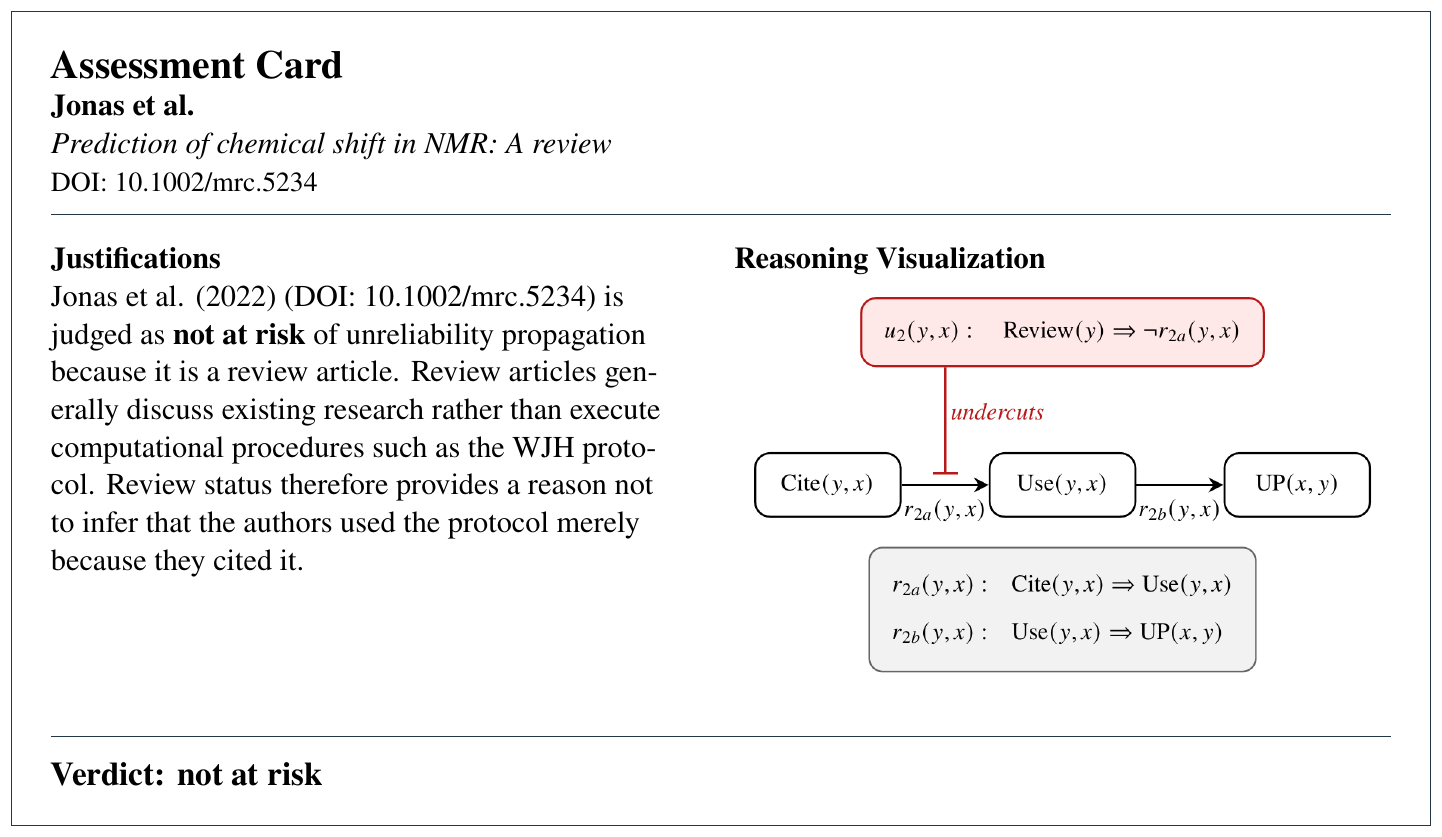 Assessment Card
Jonas et al.
Prediction of chemical shift in NMR: A review
DOI: 10.1002/mrc.5234
Justifications
Jonas et al. (2022) (DOI: 10.1002/mrc.5234) is
judged as not at risk of unreliability propagation
because it is a review article. Review articles gen-
erally discuss existing research rather than execute
computational procedures such as the WJH proto-
col. Review status therefore provides a reason not
to infer that the authors used the protocol merely
because they cited it.
Reasoning Visualization
u₂(y, x) : Review(y) ⇒ ¬r₂ₐ(y, x)
undercuts
Cite(y, x)
r₂ₐ(y, x)
Use(y, x)
r_{2b}(y, x)
UP(x, y)
r₂ₐ(y, x) : Cite(y, x) ⇒ Use(y, x)
r_{2b}(y, x) : Use(y, x) ⇒ UP(x, y)
Verdict: not at risk